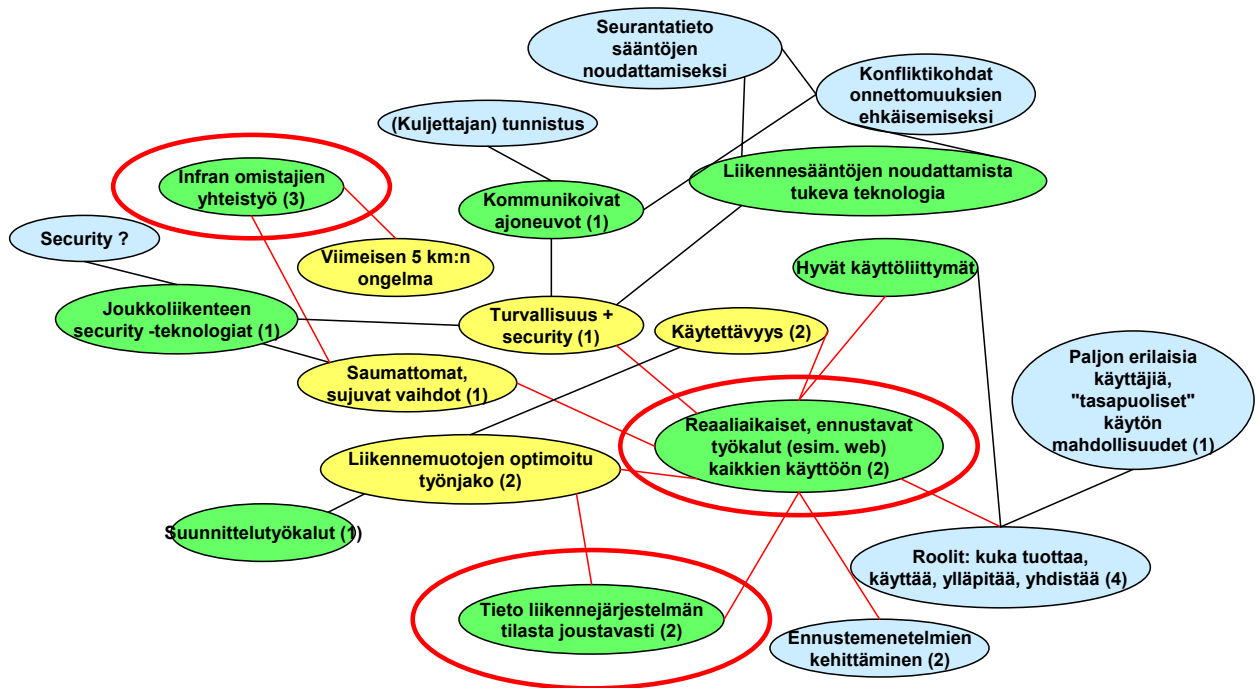 Seurantatieto
sääntöjen
noudattamiseksi
Konfliktikohdat
onnettomuuksien
ehkäisemiseksi
(Kuljettajan) tunnistus
Infran omistajien
yhteistyö (3)
Liikennesääntöjen noudattamista
tukeva teknologia
Kommunikoivat
ajoneuvot (1)
Security ?
Viimeisen 5 km:n
ongelma
Hyvät käyttöliittymät
Joukkoliikenteen
security -teknologiat (1)
Turvallisuus +
security (1)
Käytettävyys (2)
Paljon erilaisia
käyttäjiä,
"tasapuoliset"
käytön
mahdollisuudet (1)
Saumattomat,
sujuvat vaihdot (1)
Reaaliaikaiset, ennustavat
työkalut (esim. web)
kaikkien käyttöön (2)
Liikennemuotojen optimoitu
työnjako (2)
Suunnittelutyökalut (1)
Roolit: kuka tuottaa,
käyttää, ylläpitää, yhdistää (4)
Tieto liikennejärjestelmän
tilasta joustavasti (2)
Ennustemenetelmien
kehittäminen (2)